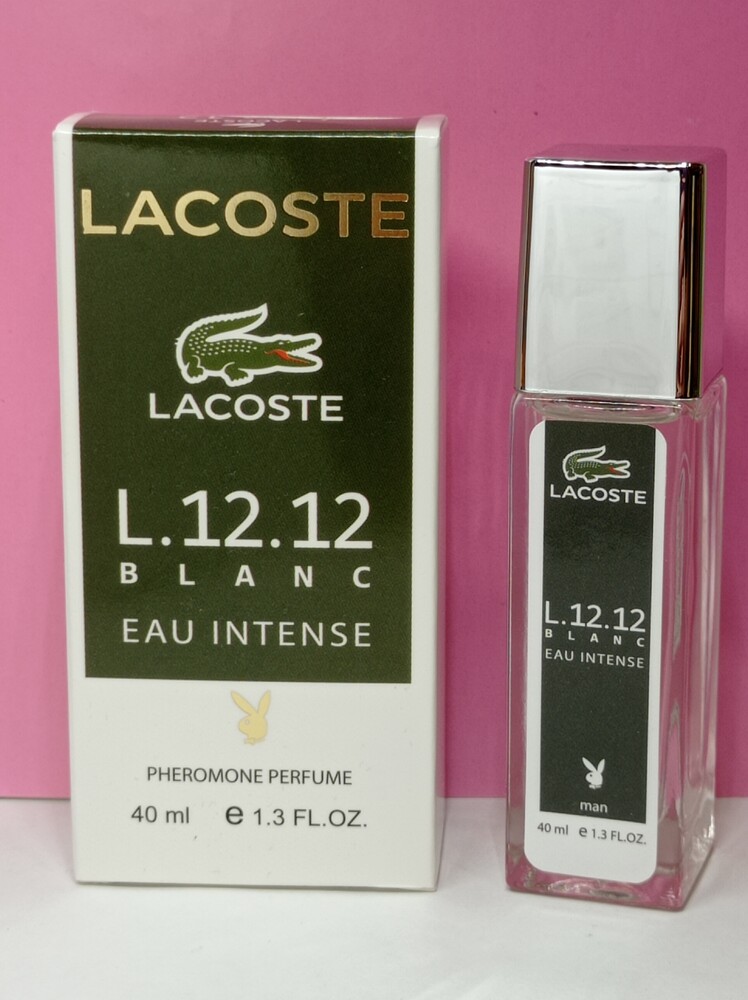 LACOSTE
LACOSTE
L.12.12
BLANC
EAU INTENSE
PHEROMONE PERFUME
40 ml e 1.3 FL.OZ.
LACOSTE
L.12.12
BLANC
EAU INTENSE
man
40 ml e 1.3 FL.OZ.